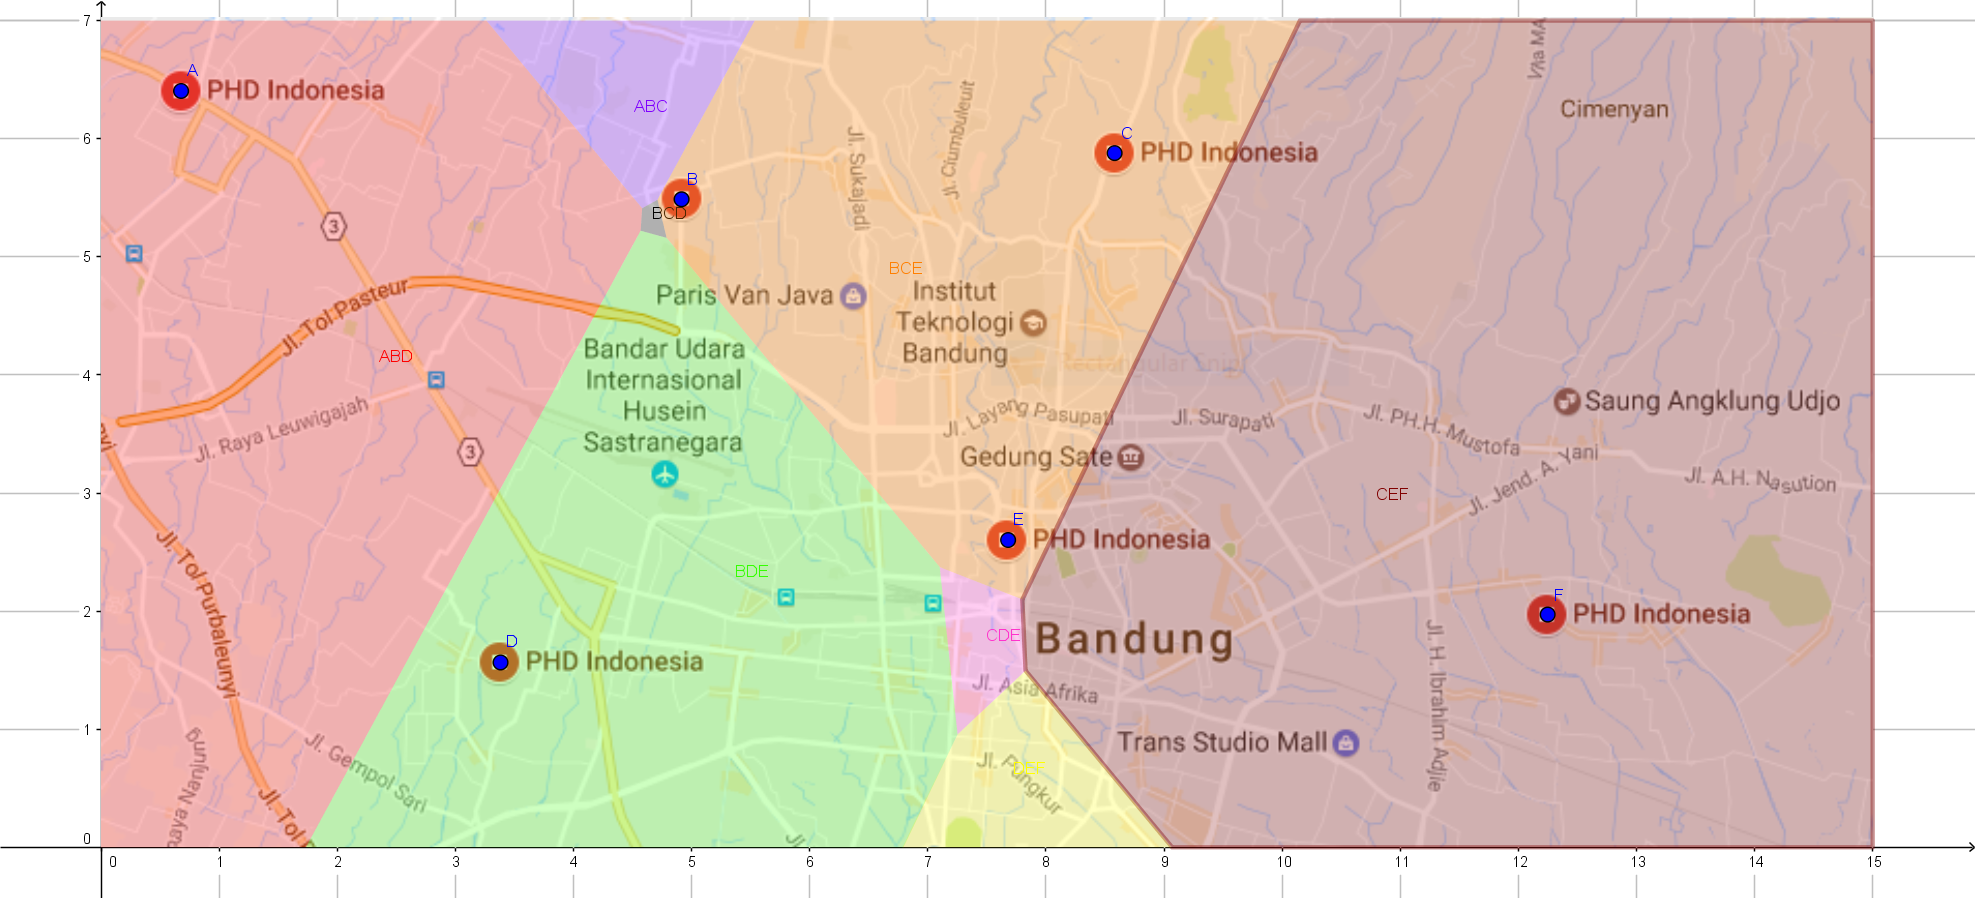 7
A
PHD Indonesia
ABC
Cimenyan
6
C
PHD Indonesia
Jl. Sukajadi
Jl. Ciumbuleuit
B
BCD
3
5
BCE
Paris Van Java
Institut
Teknologi
Bandung
Jl. Tol Pasteur
ABD
4
Bandar Udara
Internasional
Husein
Sastranegara
Rectangular Snip
Jl. Raya Leuwigajah
Jl. Layang Pasupati
Jl. Surapati
Jl. PH.H. Mustofa
Saung Angklung Udjo
3
Gedung Sate
Jl. Jend. A. Yani
Jl. A.H. Nasution
CEF
3
E
PHD Indonesia
Jl. Tol Purbaleunyi
BDE
2
F
PHD Indonesia
D
PHD Indonesia
CDE
Bandung
Jl. Asia Afrika
Jl. H. Ibrahim Adjie
1
Jl. Gempol Sari
Trans Studio Mall
Jl. Pungkur
Jl. Tol
Jl.
0
0 1 2 3 4 5 6 7 8 9 10 11 12 13 14 15